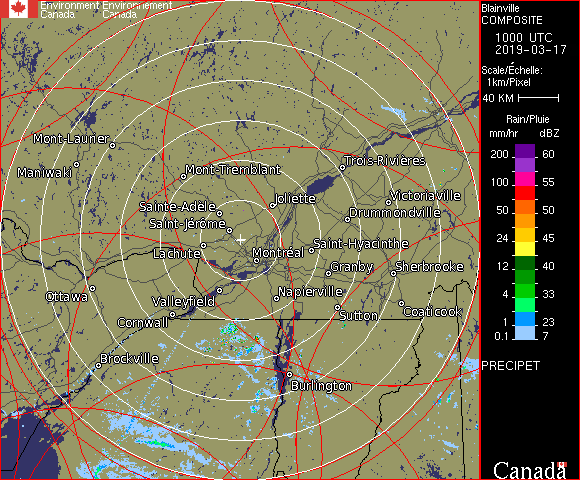 Environment Environnement
Canada Canada
Blainville
COMPOSITE
1000 UTC
2019-03-17
Scale/Échelle:
1km/Pixel
40 KM
Rain/Pluie
mm/hr dBZ
200 60
150 57
100 55
50 50
24 45
12 40
4 33
1 23
0.1 7
PRECIPET
Canada
Mont-Laurier
Maniwaki
Mont-Tremblant
Trois-Rivières
Joliette
Victoriaville
Sainte-Adèle
Drummondville
Saint-Jérôme
Saint-Hyacinthe
Lachute
Montréal
Granby
Sherbrooke
Ottawa
Valleyfield
Napierville
Cornwall
Sutton
Coaticook
Brockville
Burlington